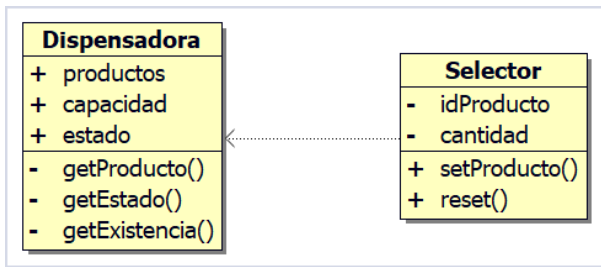 Dispensadora
+ productos
+ capacidad
+ estado
- getProducto()
- getEstado()
- getExistencia()
Selector
- idProducto
- cantidad
+ setProducto()
+ reset()